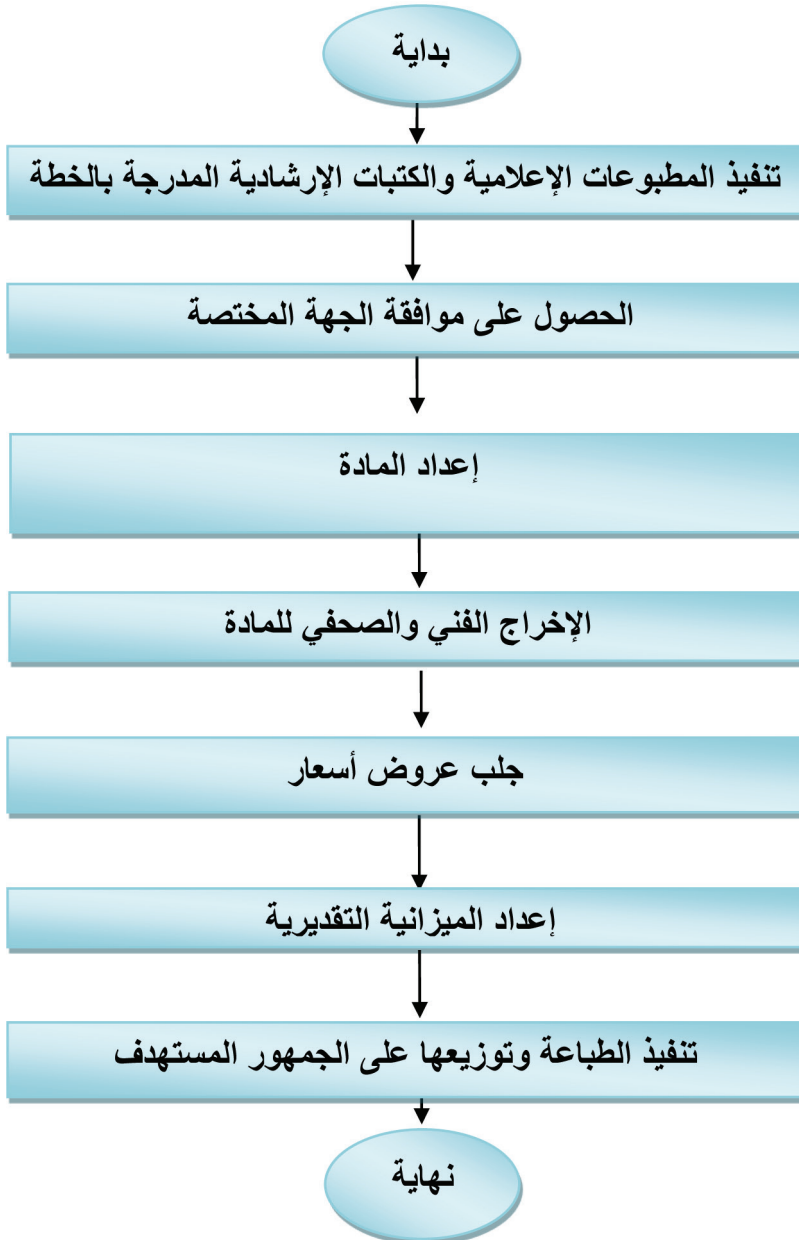 بداية
تنفيذ المطبوعات الإعلامية والكتبات الإرشادية المدرجة بالخطة
الحصول على موافقة الجهة المختصة
إعداد المادة
الإخراج الفني والصحفي للمادة
جلب عروض أسعار
إعداد الميزانية التقديرية
تنفيذ الطباعة وتوزيعها على الجمهور المستهدف
نهاية